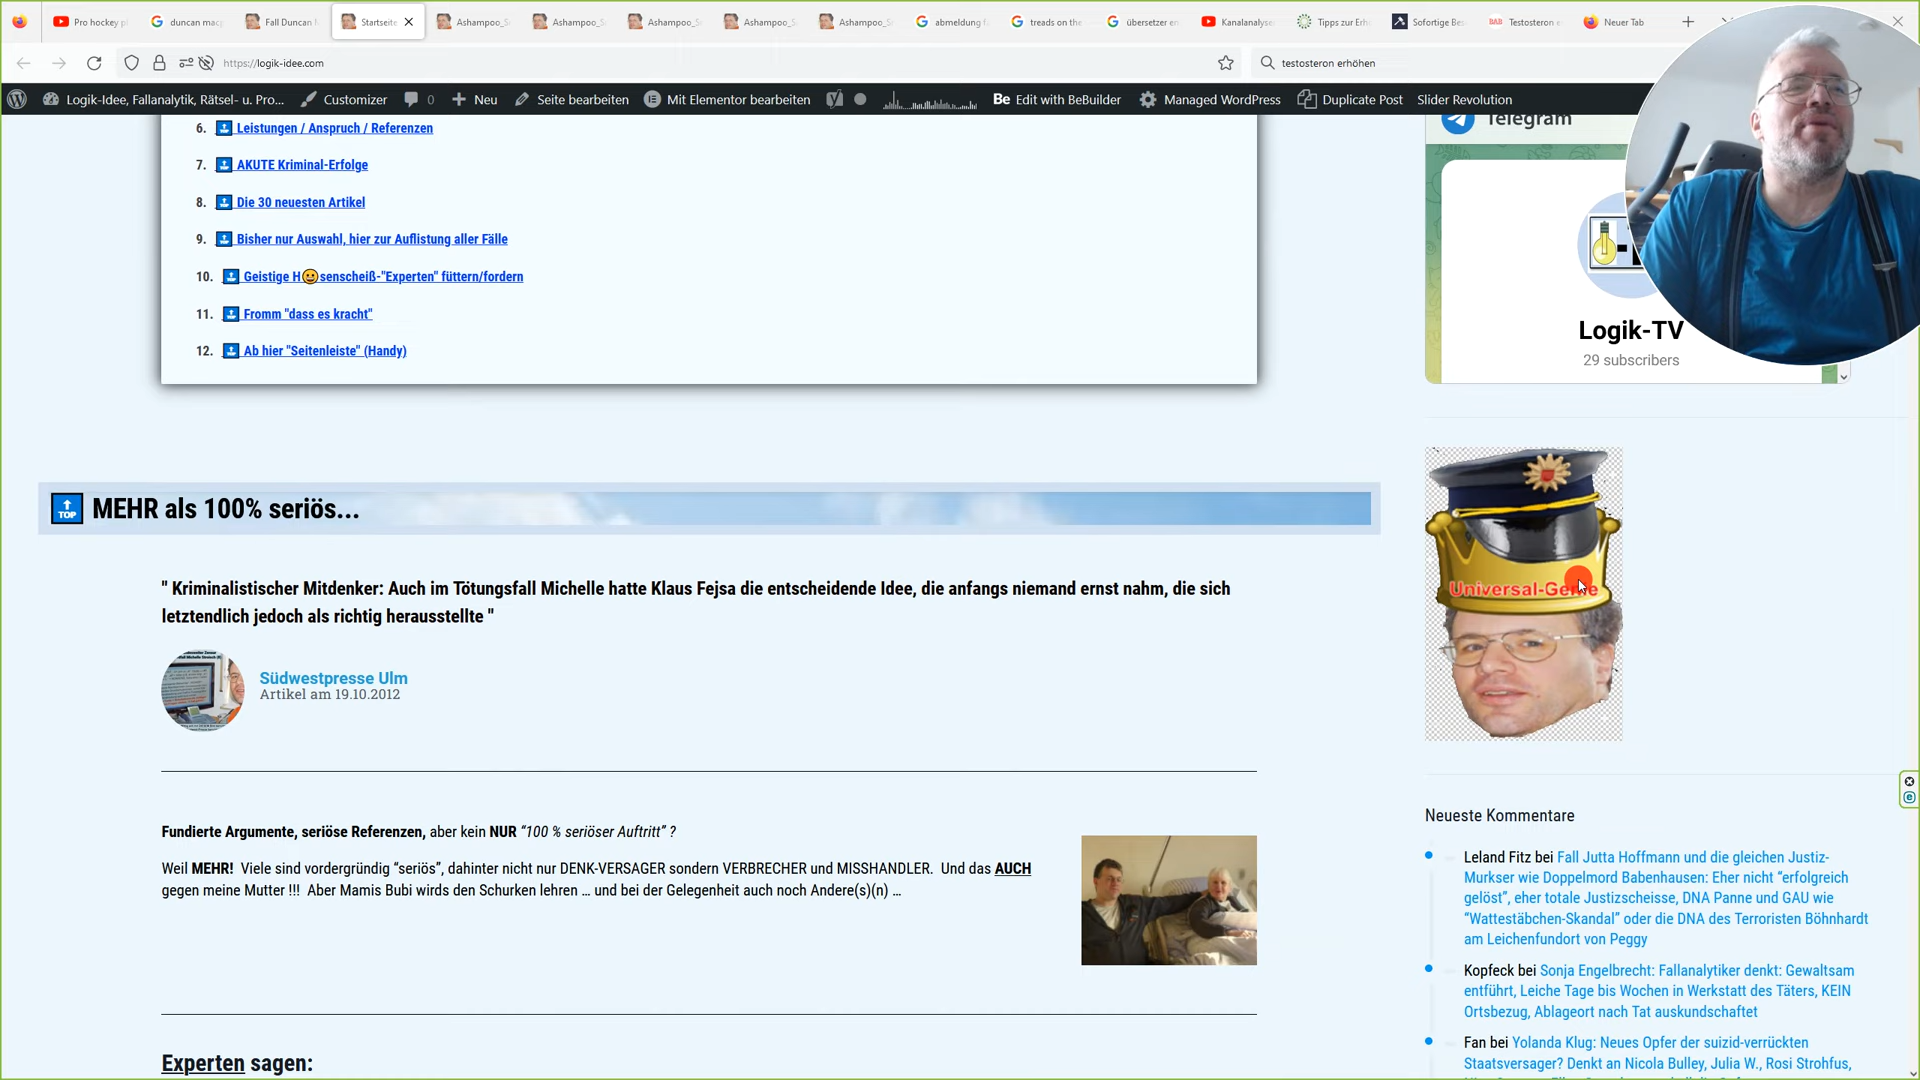 Pro hockey pl
duncan macp
Fall Duncan M
Startseite
Ashampoo_S
Ashampoo_S
Ashampoo_S
Ashampoo_S
Ashampoo_S
abmeldung f
treads on the
übersetzer en
Kanalanalyse
Tipps zur Erh
Sofortige Bes
BAB
Testosteron e
Neuer Tab
https://logik-idee.com
testosteron erhöhen
Logik-Idee, Fallanalytik, Rätsel- u. Pro...
Customizer
0
Neu
Seite bearbeiten
Mit Elementor bearbeiten
Be Edit with BeBuilder
Managed WordPress
Duplicate Post
Slider Revolution
6. Leistungen / Anspruch / Referenzen
7. AKUTE Kriminal-Erfolge
8. Die 30 neuesten Artikel
9. Bisher nur Auswahl, hier zur Auflistung aller Fälle
10. Geistige H😀senscheiß-"Experten" füttern/fordern
11. Fromm "dass es kracht"
12. Ab hier "Seitenleiste" (Handy)
Telegram
Logik-TV
29 subscribers
TOP
MEHR als 100% seriös...
" Kriminalistischer Mitdenker: Auch im Tötungsfall Michelle hatte Klaus Fejsa die entscheidende Idee, die anfangs niemand ernst nahm, die sich
letztendlich jedoch als richtig herausstellte "
Südwestpresse Ulm
Artikel am 19.10.2012
Universal-Genie
Fundierte Argumente, seriöse Referenzen, aber kein NUR “100 % seriöser Auftritt” ?
Weil MEHR!  Viele sind vordergründig “seriös”, dahinter nicht nur DENK-VERSAGER sondern VERBRECHER und MISSHANDLER.  Und das AUCH
gegen meine Mutter !!!  Aber Mamis Bubi wirds den Schurken lehren … und bei der Gelegenheit auch noch Andere(s)(n) …
Experten sagen:
Neueste Kommentare
Leland Fitz bei Fall Jutta Hoffmann und die gleichen Justiz-
Murkser wie Doppelmord Babenhausen: Eher nicht “erfolgreich
gelöst”, eher totale Justizscheisse, DNA Panne und GAU wie
“Wattestäbchen-Skandal” oder die DNA des Terroristen Böhnhardt
am Leichenfundort von Peggy
Kopfeck bei Sonja Engelbrecht: Fallanalytiker denkt: Gewaltsam
entführt, Leiche Tage bis Wochen in Werkstatt des Täters, KEIN
Ortsbezug, Ablageort nach Tat auskundschaftet
Fan bei Yolanda Klug: Neues Opfer der suizid-verrückten
Staatsversager? Denkt an Nicola Bulley, Julia W., Rosi Strohfus,